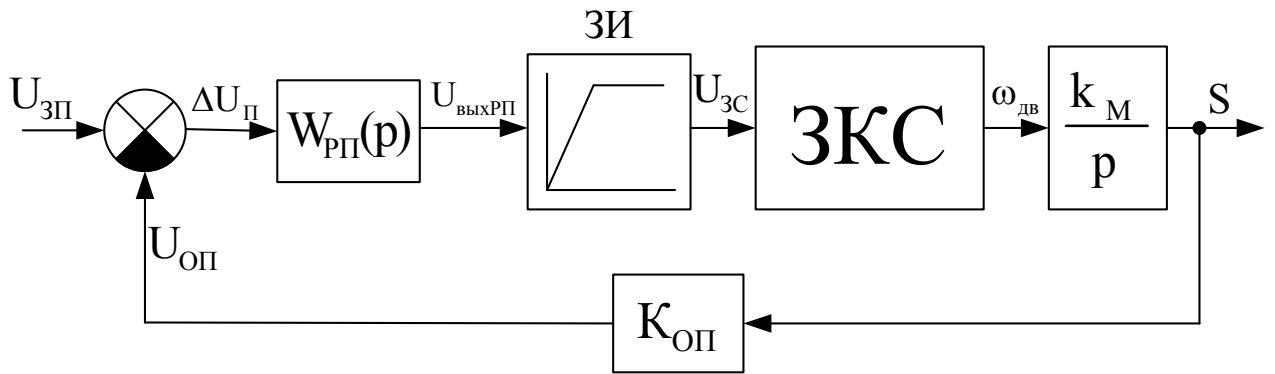 ЗИ
U_ЗП
ΔU_П
W_РП(p)
U_выхРП
U_ЗС
ЗКС
ω_дв
k_М
p
S
U_ОП
К_ОП